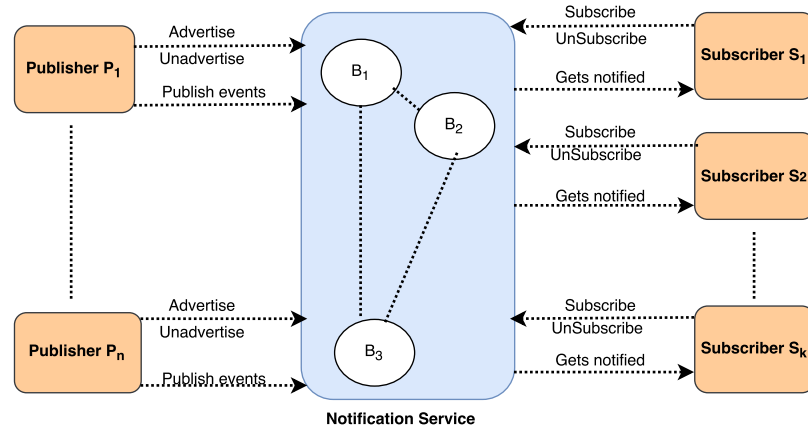 Publisher P1
Advertise
Unadvertise
Publish events
B1
B2
Subscribe
UnSubscribe
Gets notified
Subscriber S1
Subscribe
UnSubscribe
Gets notified
Subscriber S2
Publisher Pn
Advertise
Unadvertise
Publish events
B3
Subscribe
UnSubscribe
Gets notified
Subscriber Sk
Notification Service